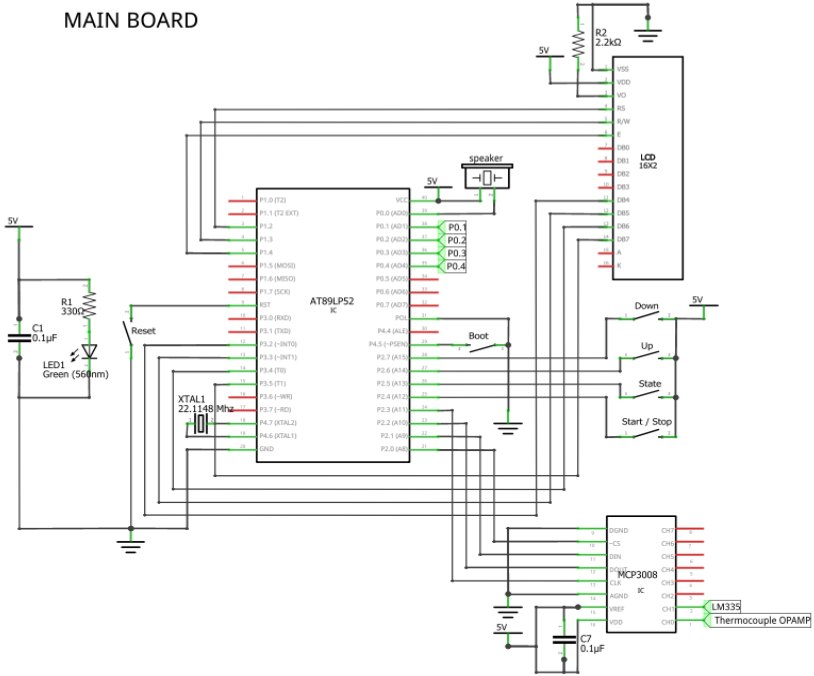 MAIN BOARD
R2
2.2kΩ
5V
VSS
VDD
VO
RS
R/W
E
DB0
DB1
DB2
DB3
DB4
DB5
DB6
DB7
A
K
LCD
16X2
speaker
5V
P1.0 (T2)
P1.1 (T2 EXT)
P1.2
P1.3
P1.4
P1.5 (MOSI)
P1.6 (MISO)
P1.7 (SCK)
RST
P3.0 (RXD)
P3.1 (TXD)
P3.2 (~INT0)
P3.3 (~INT1)
P3.4 (T0)
P3.5 (T1)
P3.6 (~WR)
P3.7 (~RD)
P4.7 (XTAL2)
P4.6 (XTAL1)
GND
AT89LP52
IC
VCC
P0.0 (AD0)
P0.1 (AD1)
P0.2 (AD2)
P0.3 (AD3)
P0.4 (AD4)
P0.5 (AD5)
P0.6 (AD6)
P0.7 (AD7)
POL
P4.4 (ALE)
P4.5 (~PSEN)
P2.7 (A15)
P2.6 (A14)
P2.5 (A13)
P2.4 (A12)
P2.3 (A11)
P2.2 (A10)
P2.1 (A9)
P2.0 (A8)
P0.1
P0.2
P0.3
P0.4
5V
R1
330Ω
C1
0.1µF
LED1
Green (560nm)
Reset
XTAL1
22.1148 Mhz
Boot
Down
5V
Up
State
Start / Stop
DGND
~CS
DIN
DOUT
CLK
AGND
VREF
VDD
MCP3008
IC
CH7
CH6
CH5
CH4
CH3
CH2
CH1
CH0
LM335
Thermocouple OPAMP
5V
C7
0.1µF